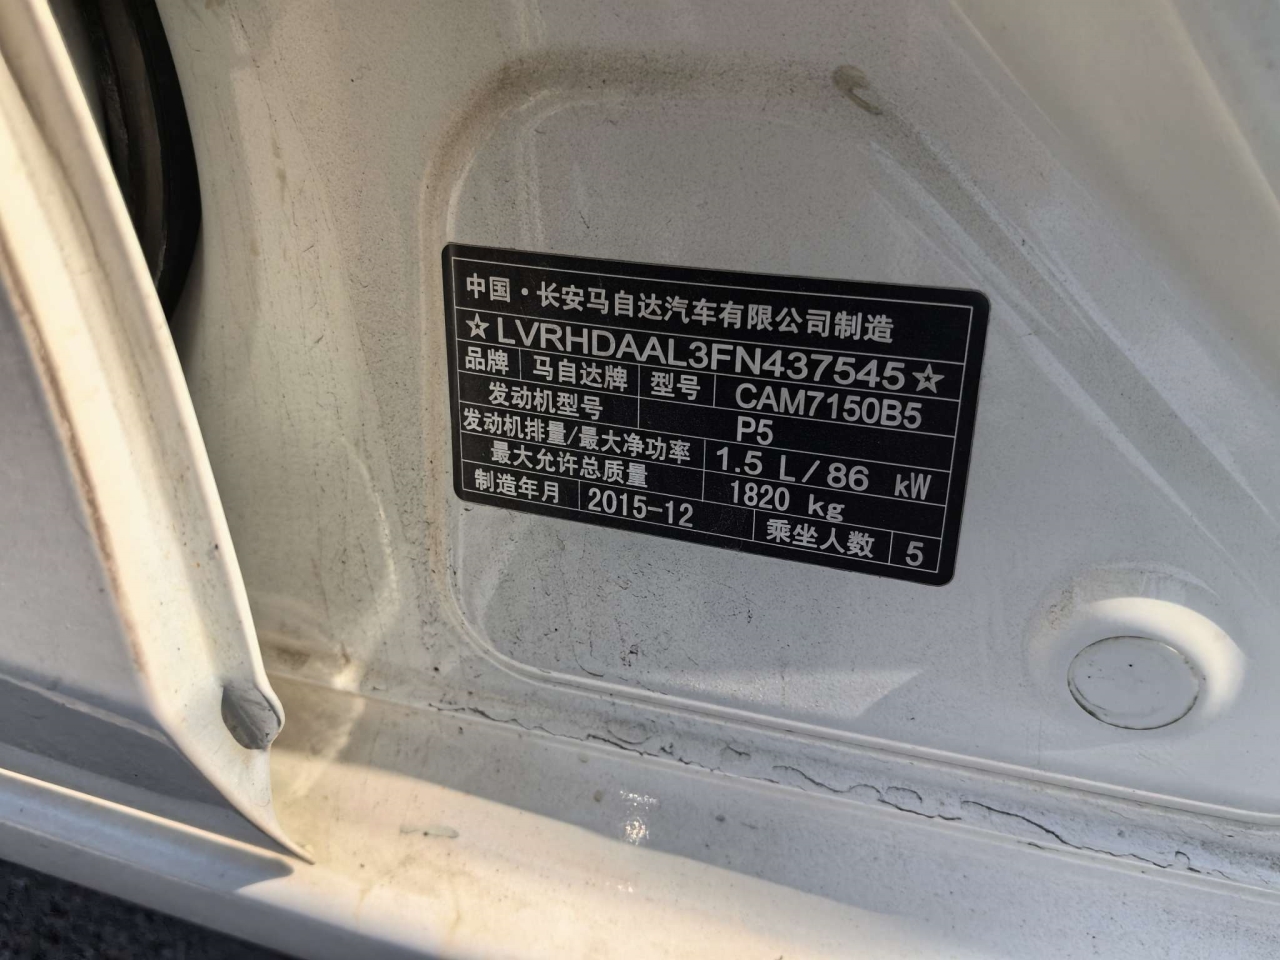 中国·长安马自达汽车有限公司制造
☆LVRHDAAL3FN437545☆
品牌 马自达牌 型号 CAM7150B5
发动机型号 P5
发动机排量/最大净功率 1.5 L/86 kW
最大允许总质量 1820 kg
制造年月 2015-12 乘坐人数 5